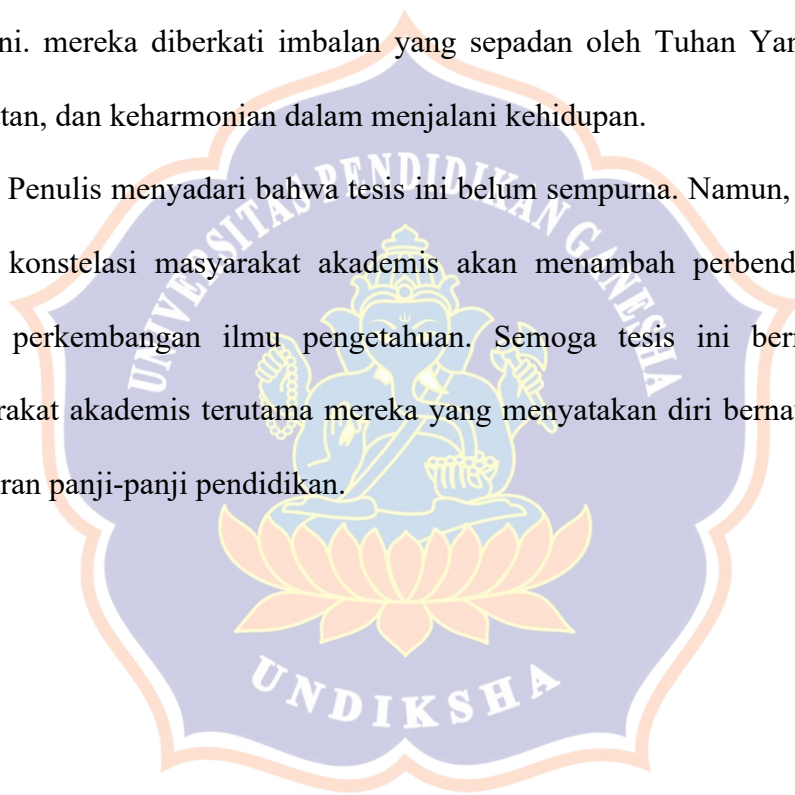 ni. mereka diberkati imbalan yang sepadan oleh Tuhan Yan
tan, dan keharmonian dalam menjalani kehidupan.
Penulis menyadari bahwa tesis ini belum sempurna. Namun,
konstelasi masyarakat akademis akan menambah perbend
perkembangan ilmu pengetahuan. Semoga tesis ini ber
rakat akademis terutama mereka yang menyatakan diri berna
ran panji-panji pendidikan.
UNIVERSITAS PENDIDIKAN GANESHA
UNDIKSHA